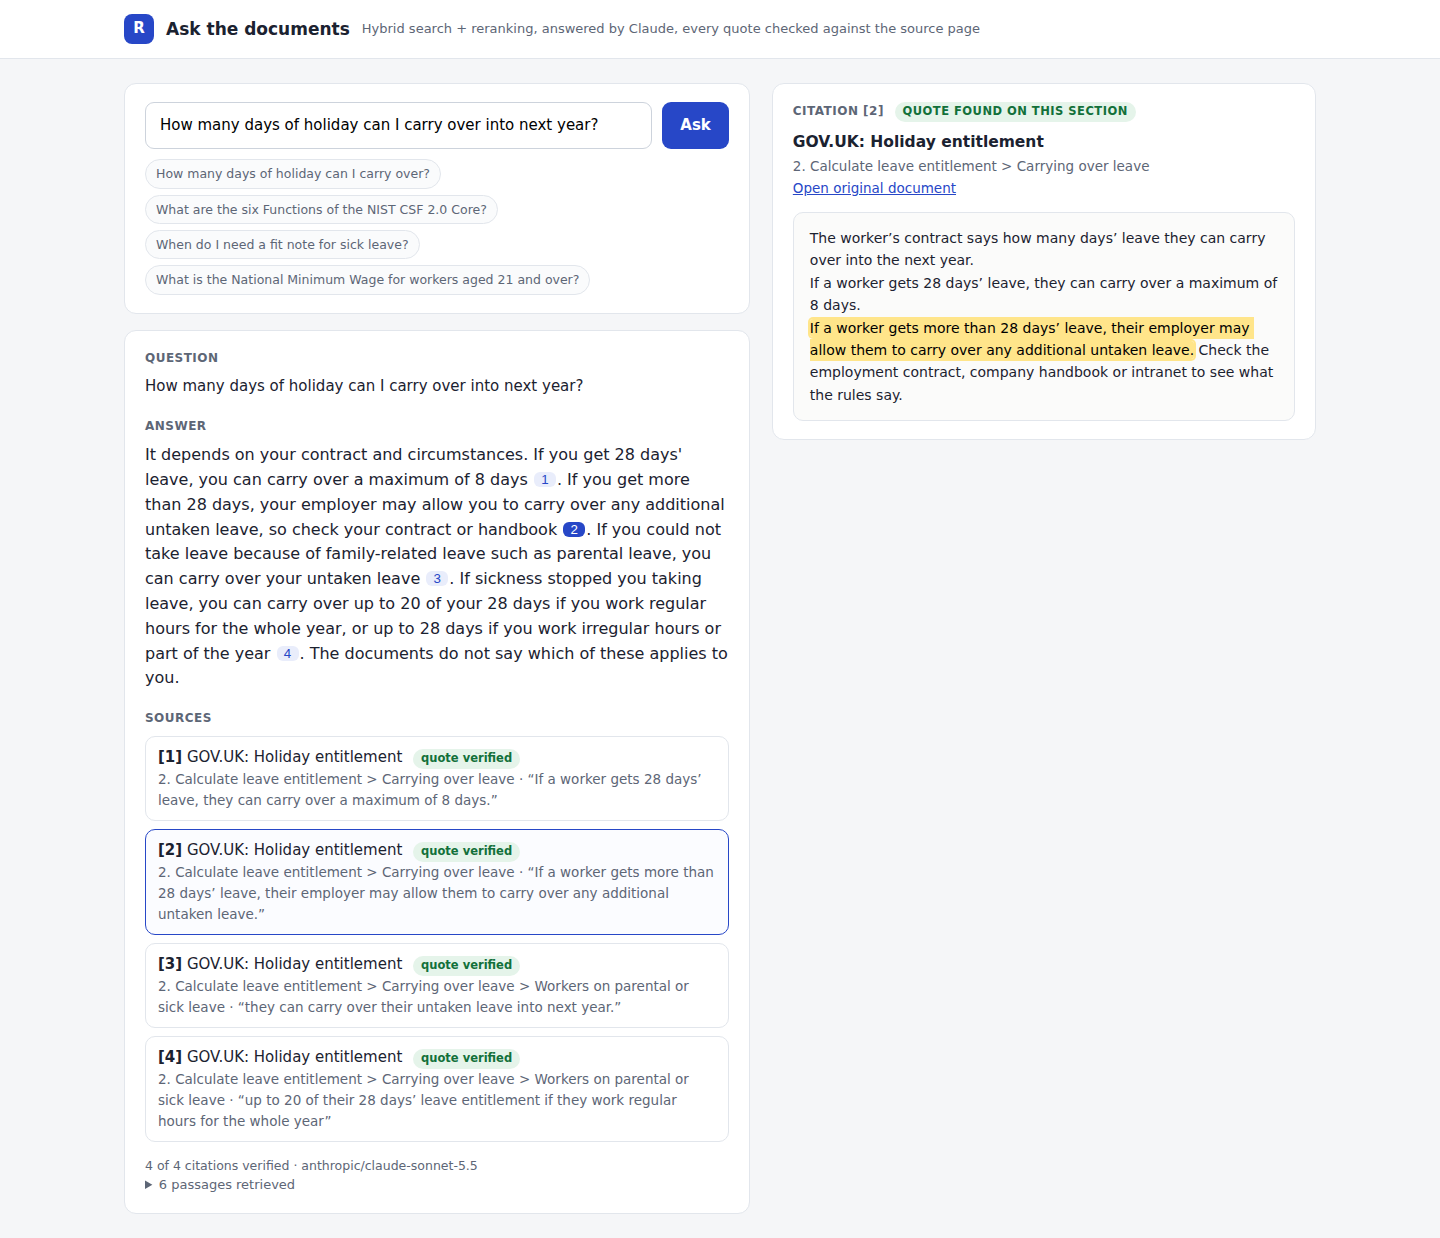 R
Ask the documents
Hybrid search + reranking, answered by Claude, every quote checked against the source page
How many days of holiday can I carry over into next year?
Ask
How many days of holiday can I carry over?
What are the six Functions of the NIST CSF 2.0 Core?
When do I need a fit note for sick leave?
What is the National Minimum Wage for workers aged 21 and over?
QUESTION
How many days of holiday can I carry over into next year?
ANSWER
It depends on your contract and circumstances. If you get 28 days'
leave, you can carry over a maximum of 8 days 1. If you get more
than 28 days, your employer may allow you to carry over any additional
untaken leave, so check your contract or handbook 2. If you could not
take leave because of family-related leave such as parental leave, you
can carry over your untaken leave 3. If sickness stopped you taking
leave, you can carry over up to 20 of your 28 days if you work regular
hours for the whole year, or up to 28 days if you work irregular hours or
part of the year 4. The documents do not say which of these applies to
you.
SOURCES
[1] GOV.UK: Holiday entitlement quote verified
2. Calculate leave entitlement > Carrying over leave · “If a worker gets 28 days’
leave, they can carry over a maximum of 8 days.”
[2] GOV.UK: Holiday entitlement quote verified
2. Calculate leave entitlement > Carrying over leave · “If a worker gets more than
28 days’ leave, their employer may allow them to carry over any additional
untaken leave.”
[3] GOV.UK: Holiday entitlement quote verified
2. Calculate leave entitlement > Carrying over leave > Workers on parental or
sick leave · “they can carry over their untaken leave into next year.”
[4] GOV.UK: Holiday entitlement quote verified
2. Calculate leave entitlement > Carrying over leave > Workers on parental or
sick leave · “up to 20 of their 28 days’ leave entitlement if they work regular
hours for the whole year”
4 of 4 citations verified · anthropic/claude-sonnet-5.5
▶ 6 passages retrieved
CITATION [2] QUOTE FOUND ON THIS SECTION
GOV.UK: Holiday entitlement
2. Calculate leave entitlement > Carrying over leave
Open original document
The worker’s contract says how many days’ leave they can carry
over into the next year.
If a worker gets 28 days’ leave, they can carry over a maximum of
8 days.
If a worker gets more than 28 days’ leave, their employer may
allow them to carry over any additional untaken leave. Check the
employment contract, company handbook or intranet to see what
the rules say.